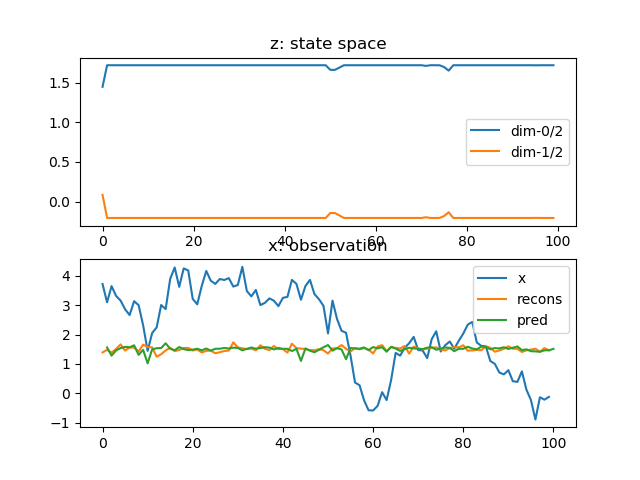 z: state space
1.5
1.0
0.5
0.0
dim-0/2
dim-1/2
0 20 40 60 80 100
x: observation
4
3
2
1
0
−1
x
recons
pred
0 20 40 60 80 100